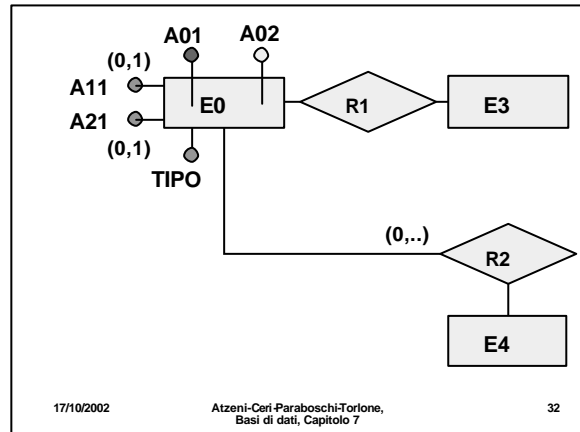 A01 A02
(0,1)
A11
E0
R1
E3
A21
(0,1)
TIPO
(0,..)
R2
E4
17/10/2002
Atzeni-Ceri-Paraboschi-Torlone,
Basi di dati, Capitolo 7
32